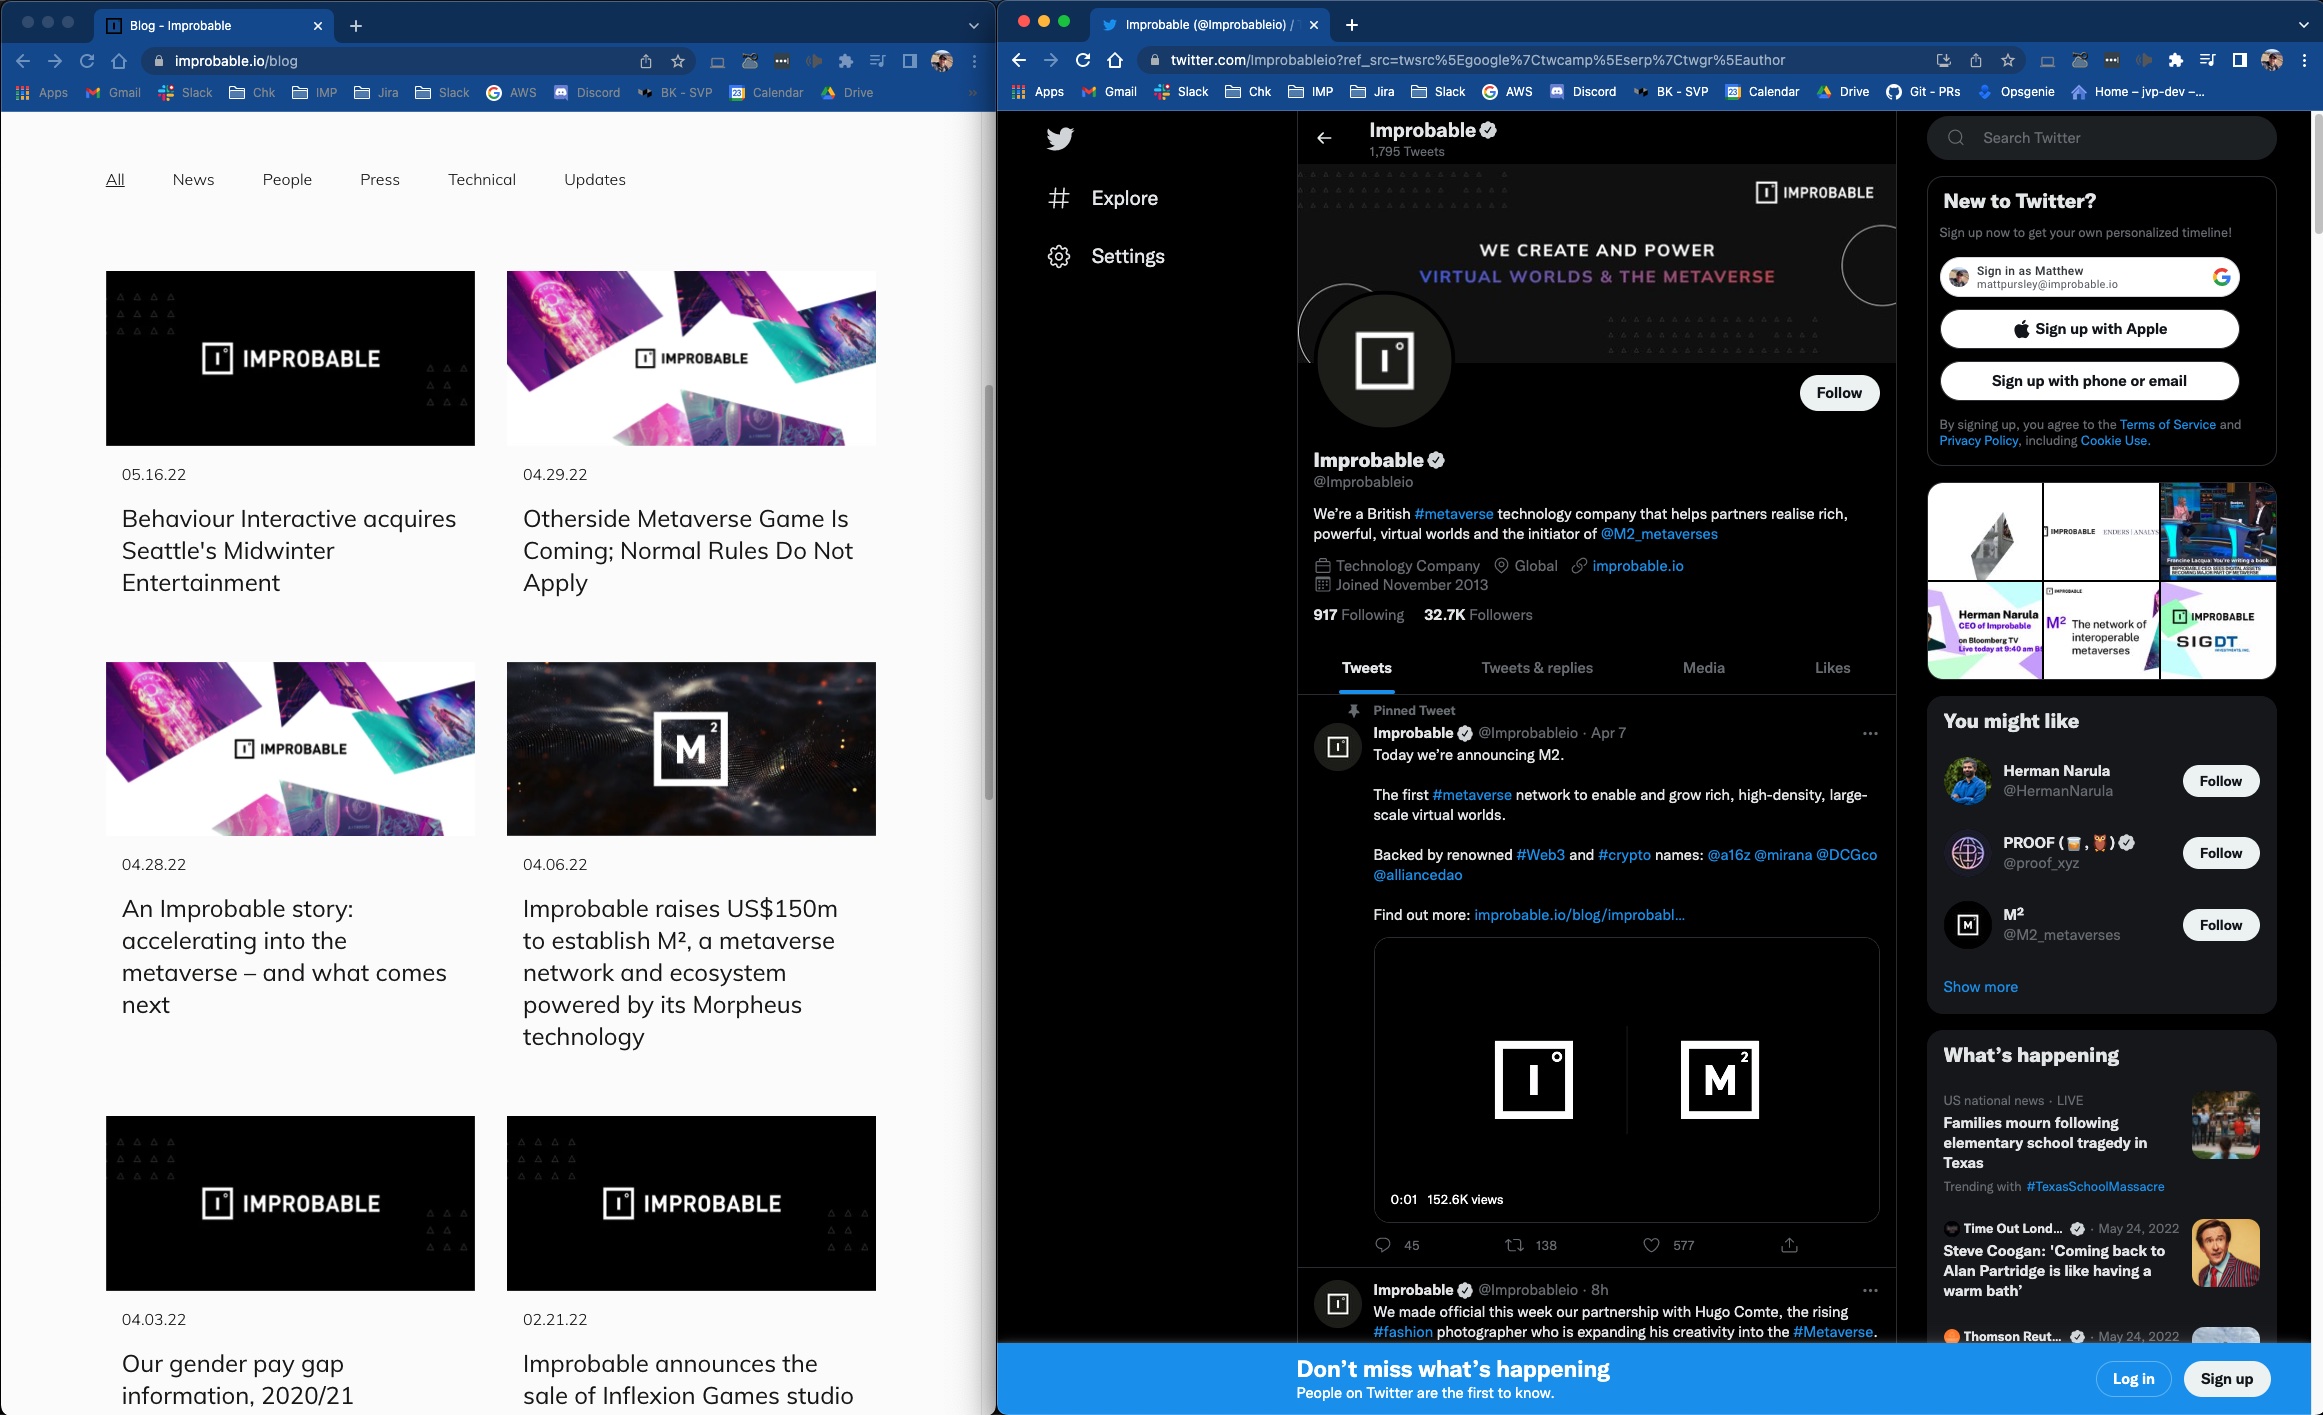 Blog - Improbable
improbable.io/blog
Apps Gmail Slack Chk IMP Jira Slack AWS Discord BK - SVP Calendar Drive
All News People Press Technical Updates
IMPROBABLE
IMPROBABLE
05.16.22
Behaviour Interactive acquires
Seattle's Midwinter
Entertainment
04.29.22
Otherside Metaverse Game Is
Coming; Normal Rules Do Not
Apply
IMPROBABLE
M²
04.28.22
An Improbable story:
accelerating into the
metaverse – and what comes
next
04.06.22
Improbable raises US$150m
to establish M², a metaverse
network and ecosystem
powered by its Morpheus
technology
IMPROBABLE
IMPROBABLE
04.03.22
Our gender pay gap
information, 2020/21
02.21.22
Improbable announces the
sale of Inflexion Games studio
Improbable (@Improbableio) /
twitter.com/Improbableio?ref_src=twsrc%5Egoogle%7Ctwcamp%5Eserp%7Ctwgr%5Eauthor
Apps Gmail Slack Chk IMP Jira Slack AWS Discord BK - SVP Calendar Drive Git - PRs Opsgenie Home – jvp-dev –...
Explore
Settings
Improbable
1,795 Tweets
IMPROBABLE
WE CREATE AND POWER
VIRTUAL WORLDS & THE METAVERSE
Follow
Improbable
@Improbableio
We're a British #metaverse technology company that helps partners realise rich,
powerful, virtual worlds and the initiator of @M2_metaverses
Technology Company Global improbable.io
Joined November 2013
917 Following 32.7K Followers
Tweets Tweets & replies Media Likes
Pinned Tweet
Improbable @Improbableio · Apr 7
Today we're announcing M2.
The first #metaverse network to enable and grow rich, high-density, large-
scale virtual worlds.
Backed by renowned #Web3 and #crypto names: @a16z @mirana @DCGco
@alliancedao
Find out more: improbable.io/blog/improbabl...
I° M²
0:01 152.6K views
45 138 577
Improbable @Improbableio · 8h
We made official this week our partnership with Hugo Comte, the rising
#fashion photographer who is expanding his creativity into the #Metaverse.
Search Twitter
New to Twitter?
Sign up now to get your own personalized timeline!
Sign in as Matthew
mattpursley@improbable.io
Sign up with Apple
Sign up with phone or email
By signing up, you agree to the Terms of Service and
Privacy Policy, including Cookie Use.
IMPROBABLE ENDERS ANALYS
Francine Lacqua: You're writing a book
IMPROBABLE CEO: SEES DIGITAL ASSETS
BECOMING MAJOR PART OF METAVERSE
Herman Narula
CEO of Improbable
on Bloomberg TV
Live today at 9:40 am B
IMPROBABLE
M² The network of
interoperable
metaverses
IMPROBABLE
SIGDT
You might like
Herman Narula
@HermanNarula
Follow
PROOF (🥃, 🦉)
@proof_xyz
Follow
M²
@M2_metaverses
Follow
Show more
What's happening
US national news · LIVE
Families mourn following
elementary school tragedy in
Texas
Trending with #TexasSchoolMassacre
Time Out Lond... · May 24, 2022
Steve Coogan: 'Coming back to
Alan Partridge is like having a
warm bath'
Thomson Reut... · May 24, 2022
Don't miss what's happening
People on Twitter are the first to know.
Log in Sign up